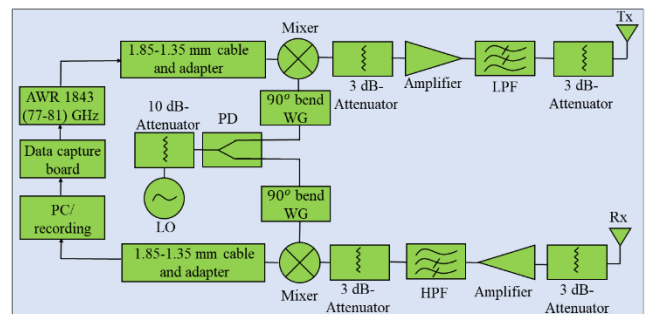 Mixer
Tx
1.85-1.35 mm cable
and adapter
3 dB-
Attenuator
Amplifier
LPF
3 dB-
Attenuator
AWR 1843
(77-81) GHz
10 dB-
Attenuator
PD
90° bend
WG
Data capture
board
LO
90° bend
WG
PC/
recording
Rx
1.85-1.35 mm cable
and adapter
Mixer
3 dB-
Attenuator
HPF
Amplifier
3 dB-
Attenuator